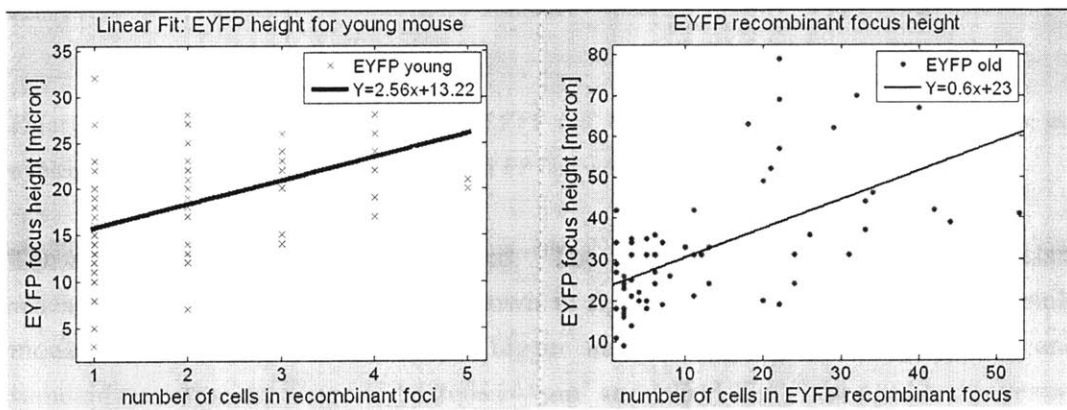 Linear Fit: EYFP height for young mouse
EYFP focus height [micron]
35
30
25
20
15
10
5
× EYFP young
Y=2.56x+13.22
1 2 3 4 5
number of cells in recombinant foci
EYFP recombinant focus height
EYFP focus height [micron]
80
70
60
50
40
30
20
10
• EYFP old
Y=0.6x+23
10 20 30 40 50
number of cells in EYFP recombinant focus